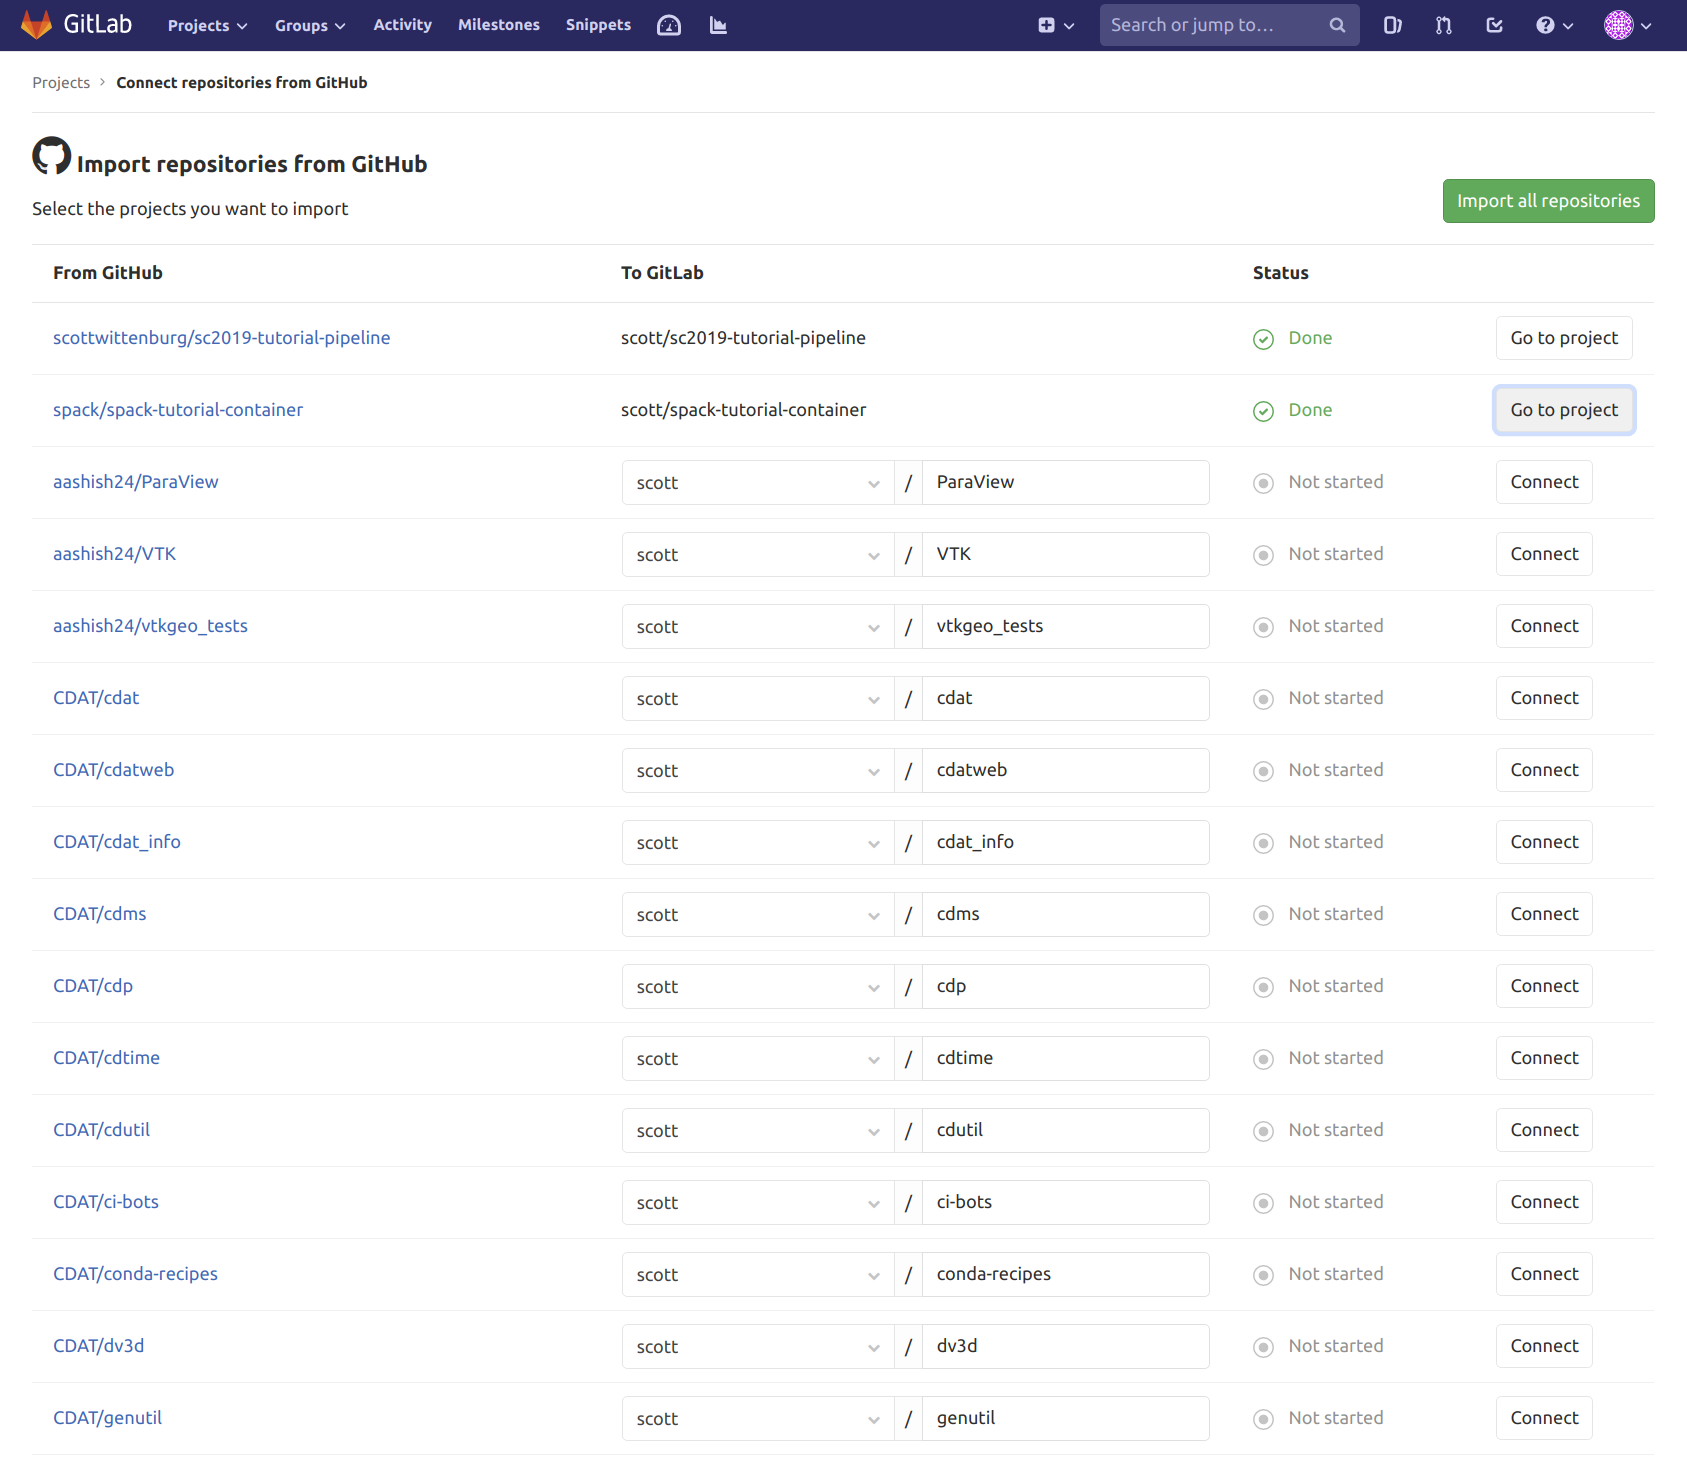 GitLab Projects Groups Activity Milestones Snippets Search or jump to...
Projects > Connect repositories from GitHub
Import repositories from GitHub
Select the projects you want to import
Import all repositories
From GitHub To GitLab Status
scottwittenburg/sc2019-tutorial-pipeline scott/sc2019-tutorial-pipeline Done Go to project
spack/spack-tutorial-container scott/spack-tutorial-container Done Go to project
aashish24/ParaView scott / ParaView Not started Connect
aashish24/VTK scott / VTK Not started Connect
aashish24/vtkgeo_tests scott / vtkgeo_tests Not started Connect
CDAT/cdat scott / cdat Not started Connect
CDAT/cdatweb scott / cdatweb Not started Connect
CDAT/cdat_info scott / cdat_info Not started Connect
CDAT/cdms scott / cdms Not started Connect
CDAT/cdp scott / cdp Not started Connect
CDAT/cdtime scott / cdtime Not started Connect
CDAT/cdutil scott / cdutil Not started Connect
CDAT/ci-bots scott / ci-bots Not started Connect
CDAT/conda-recipes scott / conda-recipes Not started Connect
CDAT/dv3d scott / dv3d Not started Connect
CDAT/genutil scott / genutil Not started Connect